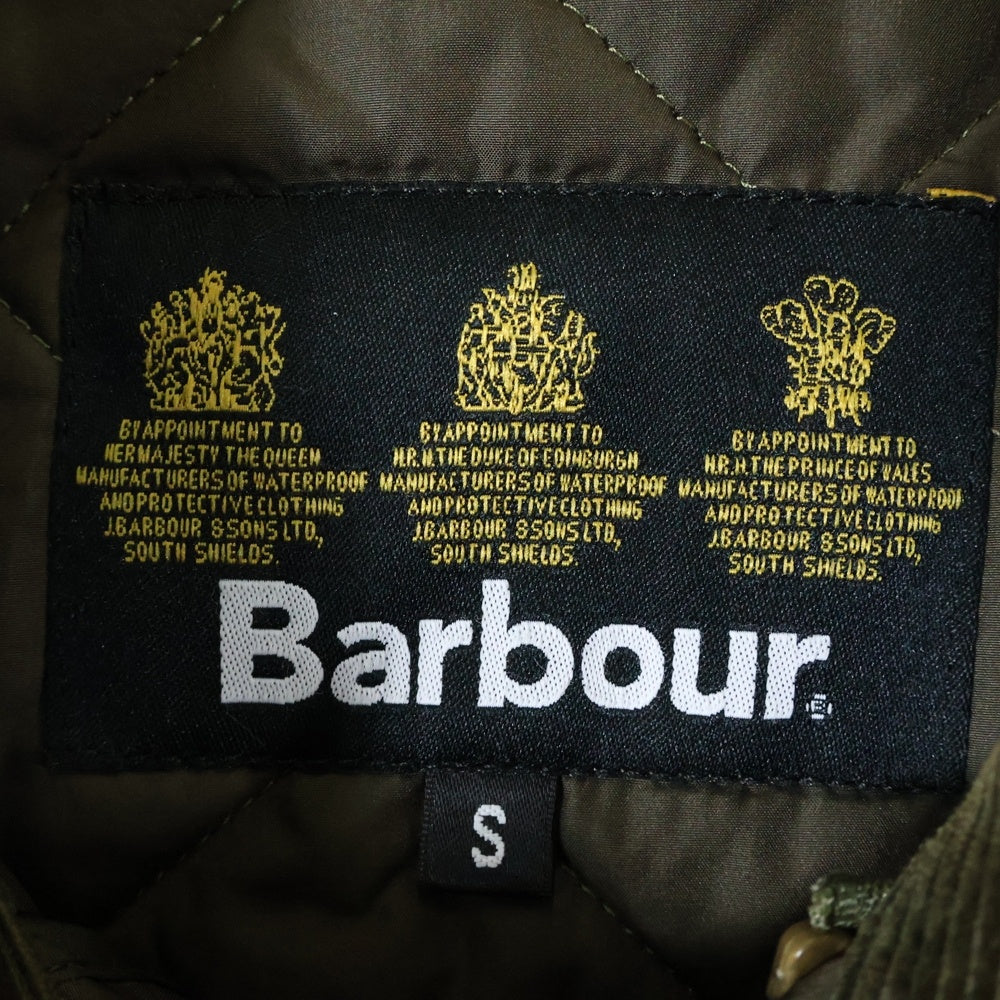 BY APPOINTMENT TO
HER MAJESTY THE QUEEN
MANUFACTURERS OF WATERPROOF
AND PROTECTIVE CLOTHING
J.BARBOUR & SONS LTD,
SOUTH SHIELDS.
BY APPOINTMENT TO
H.R.H. THE DUKE OF EDINBURGH
MANUFACTURERS OF WATERPROOF
AND PROTECTIVE CLOTHING
J.BARBOUR & SONS LTD,
SOUTH SHIELDS.
BY APPOINTMENT TO
H.R.H. THE PRINCE OF WALES
MANUFACTURERS OF WATERPROOF
AND PROTECTIVE CLOTHING
J.BARBOUR & SONS LTD,
SOUTH SHIELDS.
Barbour®
S